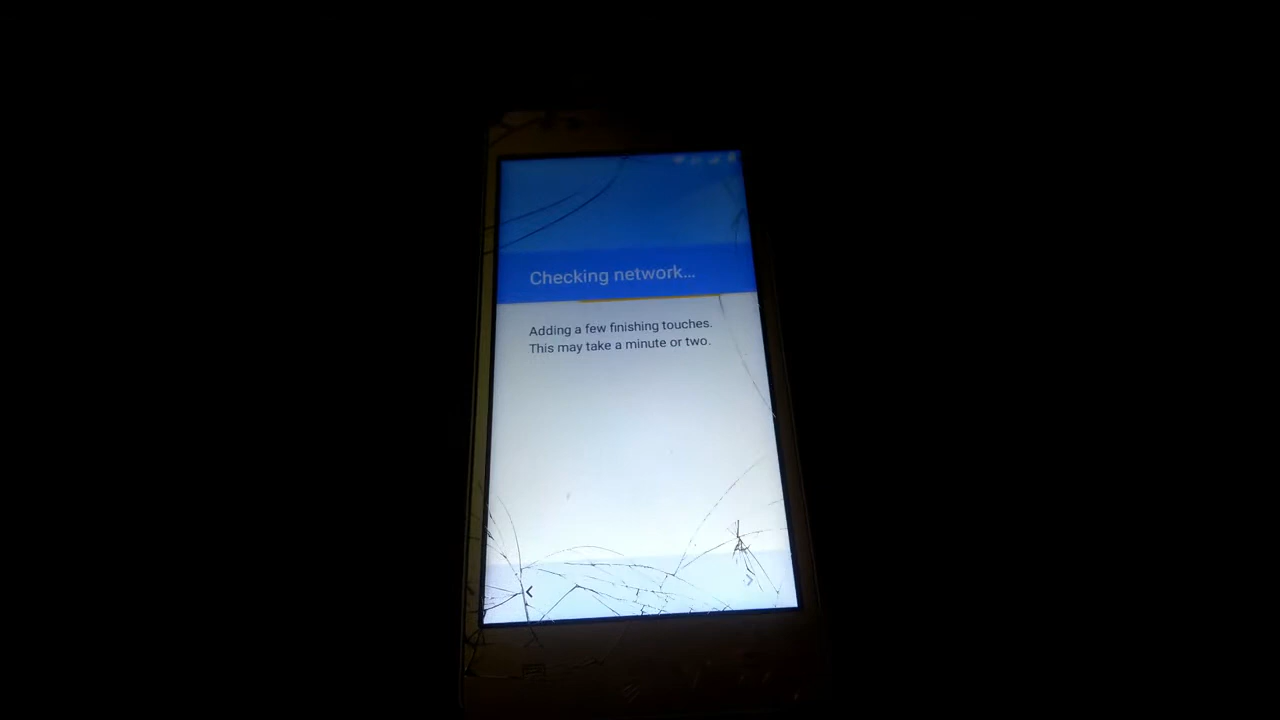 Checking network...
Adding a few finishing touches.
This may take a minute or two.